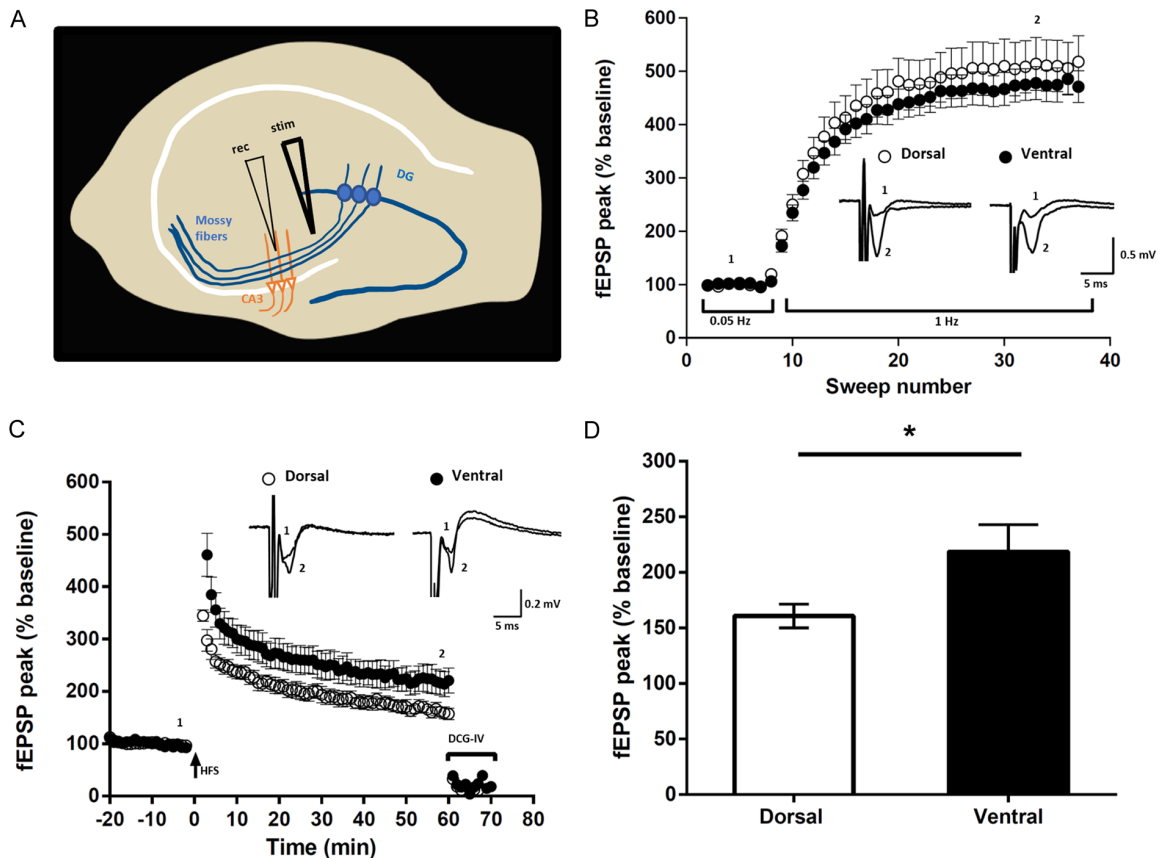 A
rec
stim
DG
Mossy
fibers
CA3
B
600
500
400
300
200
100
0
fEPSP peak (% baseline)
2
Dorsal
Ventral
1
1
2
1
2
0.5 mV
5 ms
0.05 Hz
1 Hz
0
10
20
30
40
Sweep number
C
600
500
400
300
200
100
0
fEPSP peak (% baseline)
Dorsal
Ventral
1
2
1
2
0.2 mV
5 ms
2
1
HFS
DCG-IV
-20
-10
0
10
20
30
40
50
60
70
80
Time (min)
D
300
250
200
150
100
50
0
fEPSP peak (% baseline)
*
Dorsal
Ventral